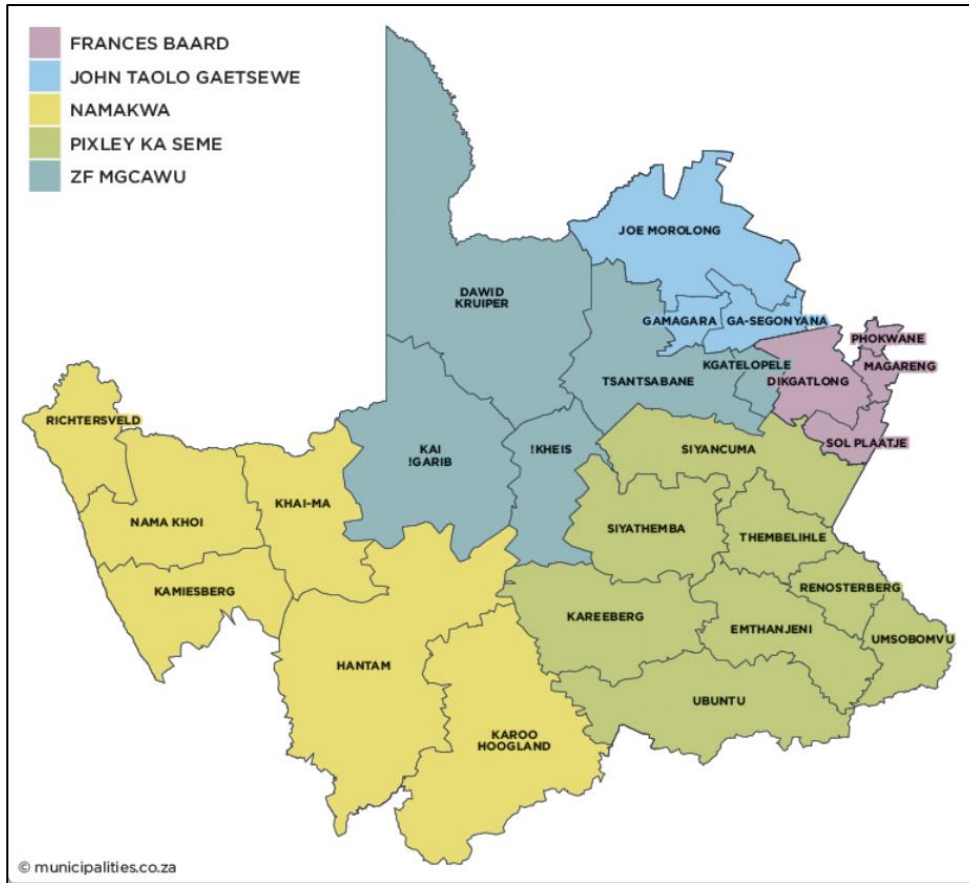 FRANCES BAARD
JOHN TAOLO GAETSEWE
NAMAKWA
PIXLEY KA SEME
ZF MGCAWU
JOE MOROLONG
DAWID
KRUIPER
GAMAGARA
GA-SEGONYANA
PHOKWANE
KGATELOPELE
MAGARENG
TSANTSABANE
DIKGATLONG
RICHTERSVELD
SOL PLAATJE
KAI
!GARIB
!KHEIS
SIYANCUMA
KHAI-MA
NAMA KHOI
SIYATHEMBA
THEMBELIHLE
KAMIESBERG
RENOSTERBERG
KAREEBERG
EMTHANJENI
UMSOBOMVU
HANTAM
UBUNTU
KAROO
HOOGLAND
© municipalities.co.za